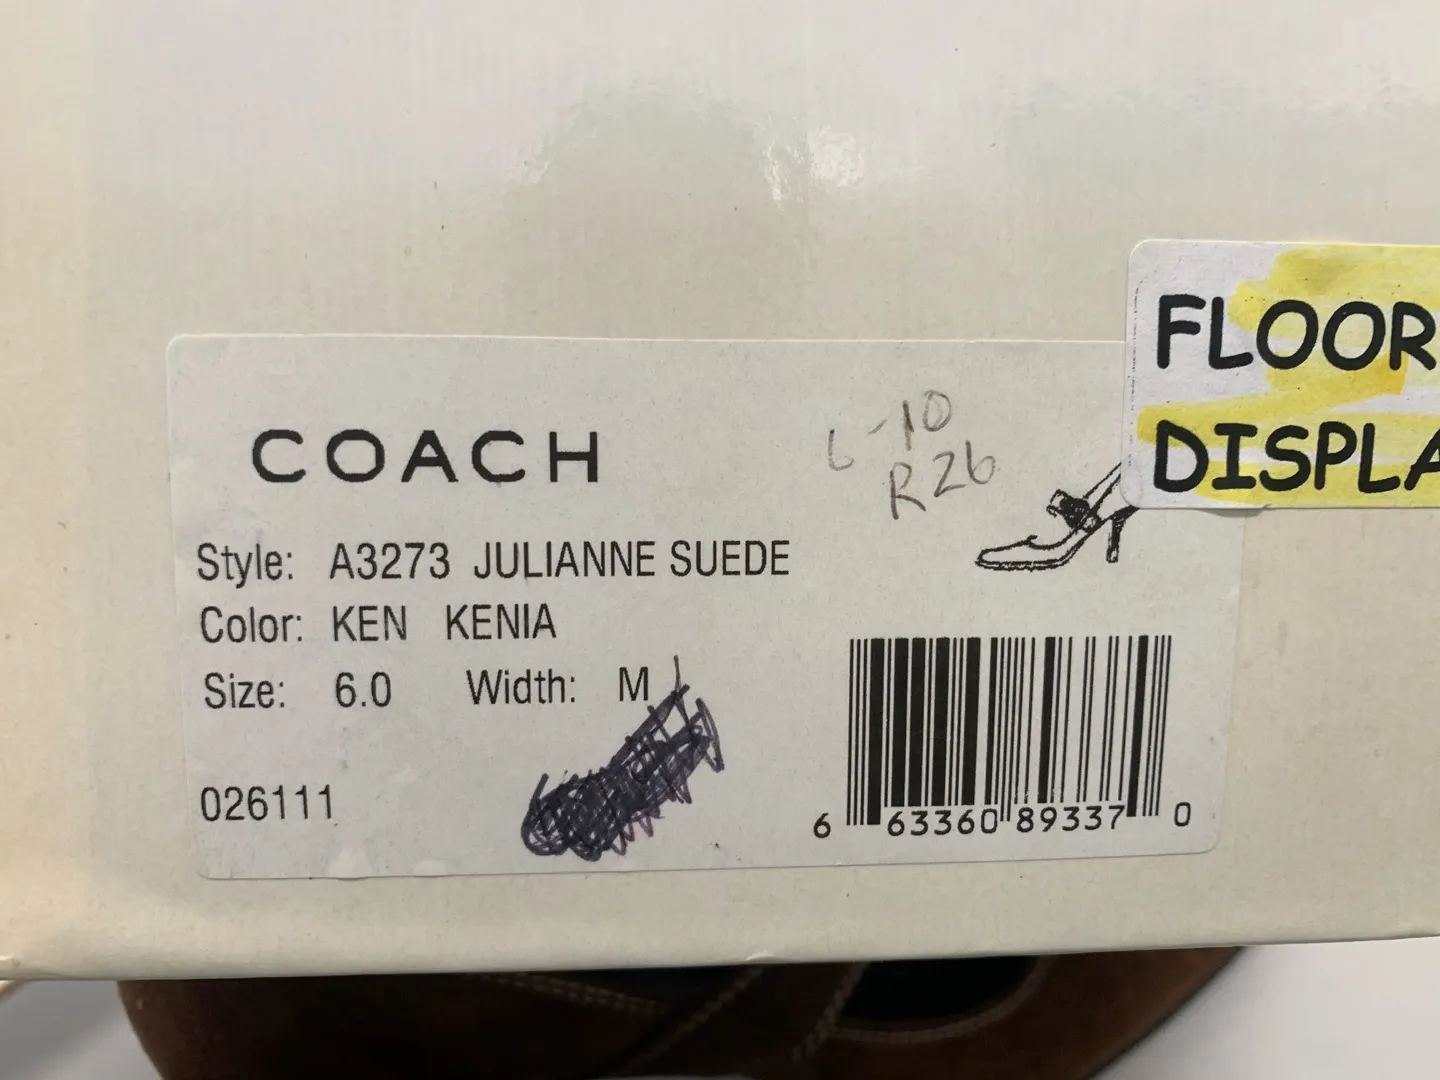 FLOOR
DISPLA
COACH
6-10
R26
Style: A3273 JULIANNE SUEDE
Color: KEN KENIA
Size: 6.0 Width: M
026111
6 63360 89337 0